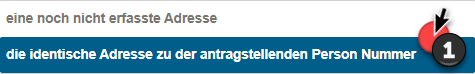 eine noch nicht erfasste Adresse
die identische Adresse zu der antragstellenden Person Nummer 1